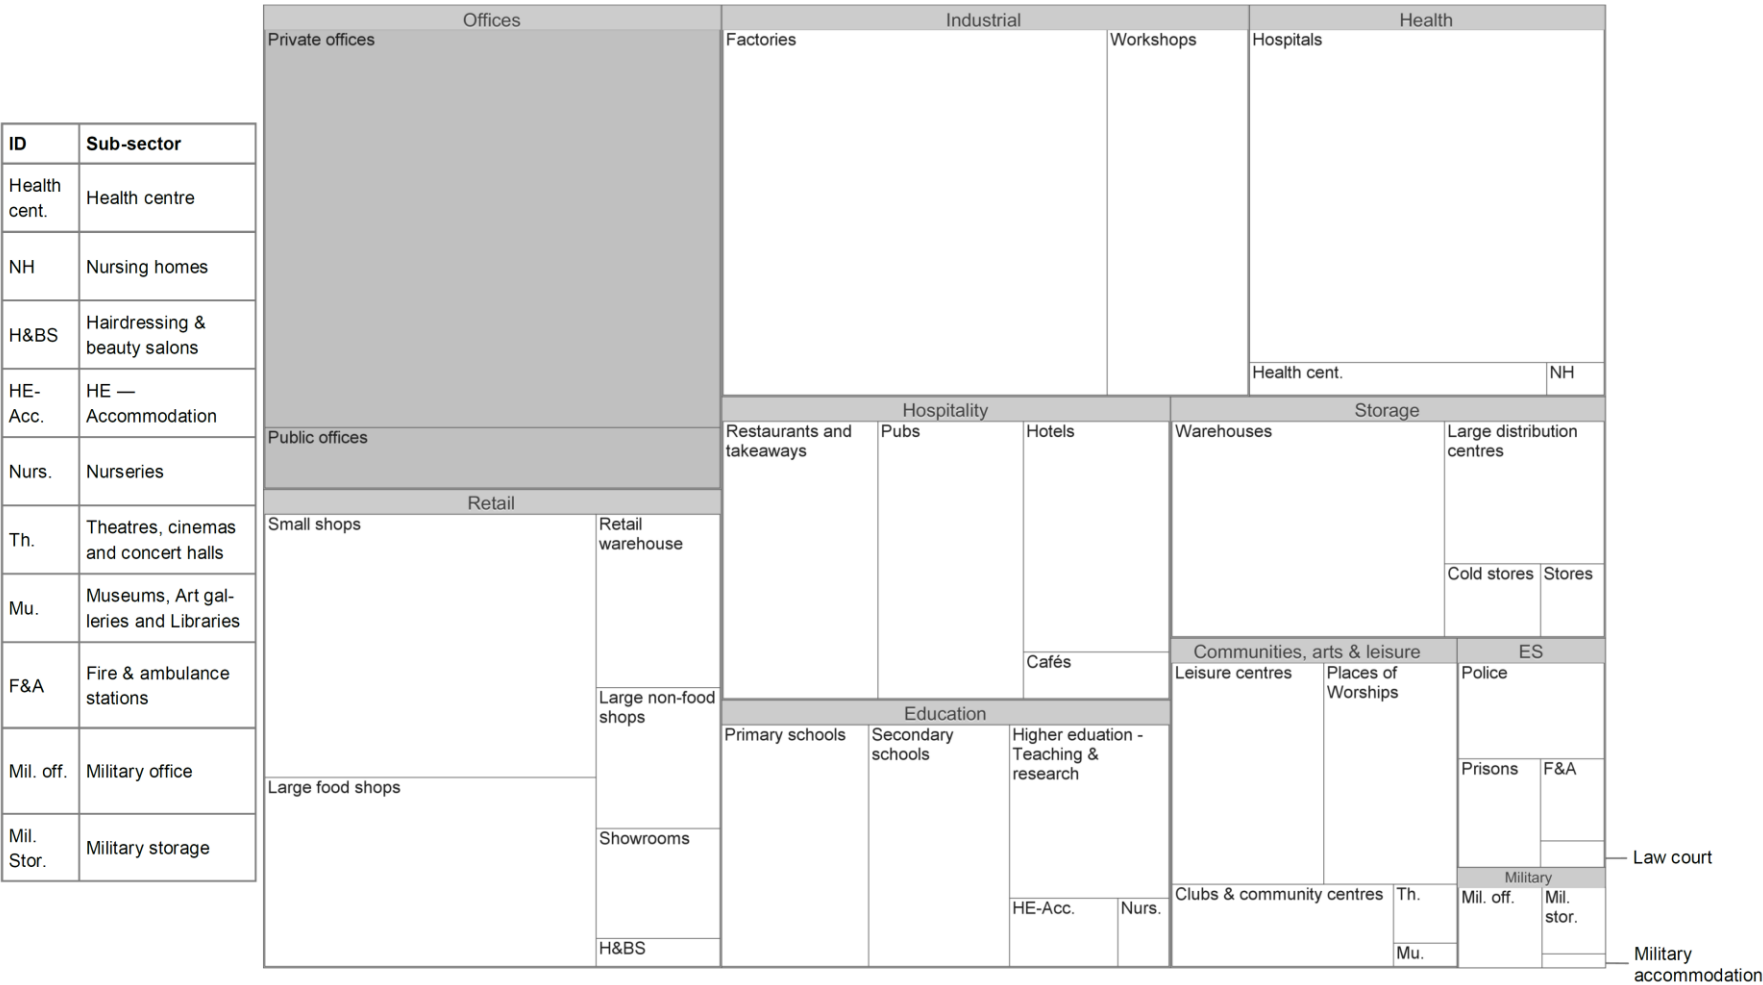 ID Sub-sector
Health
cent.
Health centre
NH Nursing homes
H&BS
Hairdressing &
beauty salons
HE-
Acc.
HE —
Accommodation
Nurs. Nurseries
Th.
Theatres, cinemas
and concert halls
Mu.
Museums, Art gal-
leries and Libraries
F&A
Fire & ambulance
stations
Mil. off. Military office
Mil.
Stor.
Military storage
Offices
Private offices
Public offices
Retail
Small shops
Large food shops
Retail
warehouse
Large non-food
shops
Showrooms
H&BS
Industrial
Factories
Workshops
Health
Hospitals
Health cent.
NH
Hospitality
Restaurants and
takeaways
Pubs
Hotels
Cafés
Storage
Warehouses
Large distribution
centres
Cold stores
Stores
Education
Primary schools
Secondary
schools
Higher eduation -
Teaching &
research
HE-Acc.
Nurs.
Communities, arts & leisure
Leisure centres
Places of
Worships
Clubs & community centres
Th.
Mu.
ES
Police
Prisons
F&A
Law court
Military
Mil. off.
Mil.
stor.
Military
accommodation